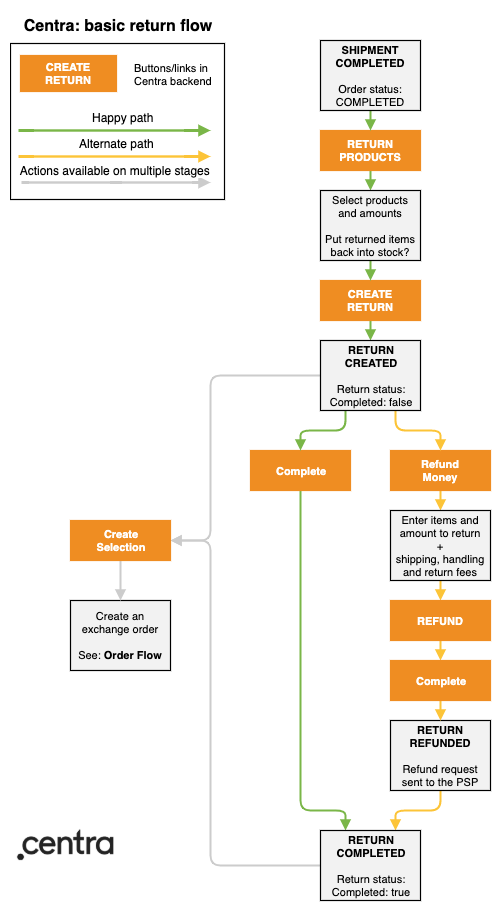 Centra: basic return flow
CREATE
RETURN
Buttons/links in
Centra backend
Happy path
Alternate path
Actions available on multiple stages
SHIPMENT
COMPLETED
Order status:
COMPLETED
RETURN
PRODUCTS
Select products
and amounts
Put returned items
back into stock?
CREATE
RETURN
RETURN
CREATED
Return status:
Completed: false
Complete
Refund
Money
Enter items and
amount to return
+
shipping, handling
and return fees
Create
Selection
Create an
exchange order
See: Order Flow
REFUND
Complete
RETURN
REFUNDED
Refund request
sent to the PSP
RETURN
COMPLETED
Return status:
Completed: true
.centra